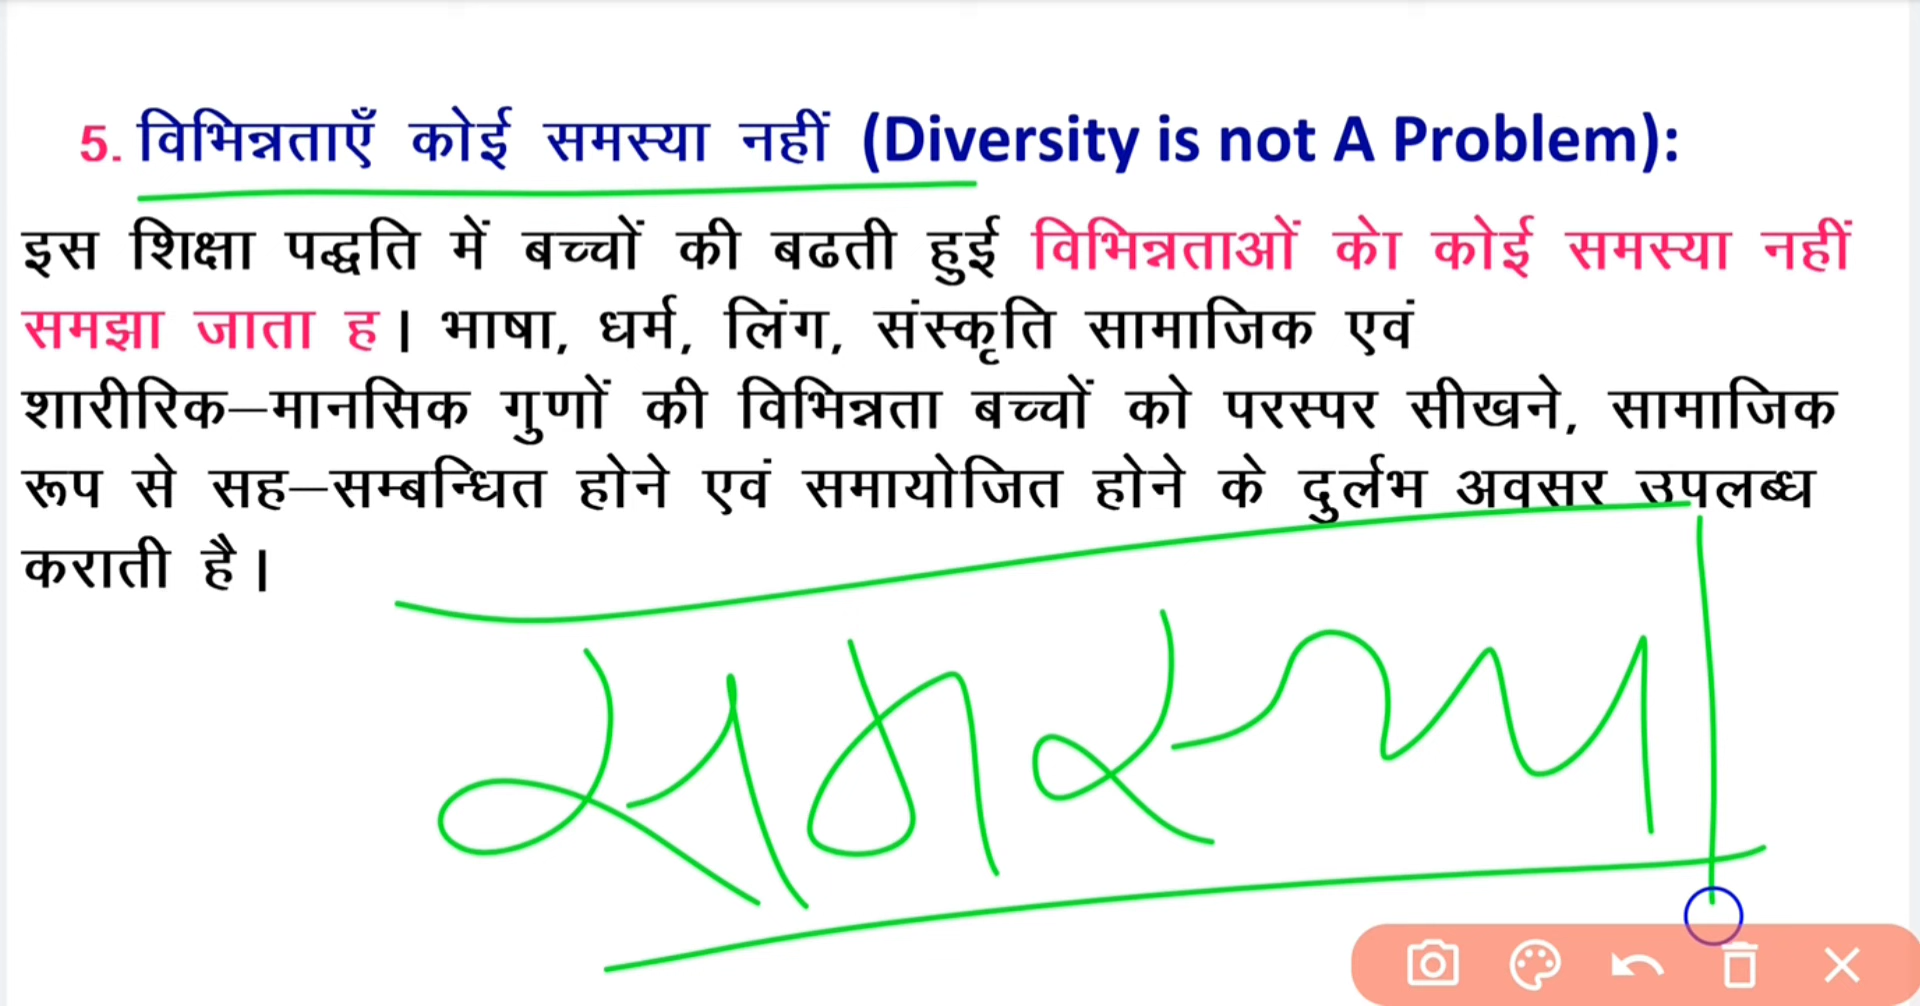 5. विभिन्नताएँ कोई समस्या नहीं (Diversity is not A Problem):
इस शिक्षा पद्धति में बच्चों की बढती हुई विभिन्नताओं केा कोई समस्या नहीं
समझा जाता ह। भाषा, धर्म, लिंग, संस्कृति सामाजिक एवं
शारीरिक–मानसिक गुणों की विभिन्नता बच्चों को परस्पर सीखने, सामाजिक
रूप से सह–सम्बन्धित होने एवं समायोजित होने के दुर्लभ अवसर उपलब्ध
कराती है।
समस्या